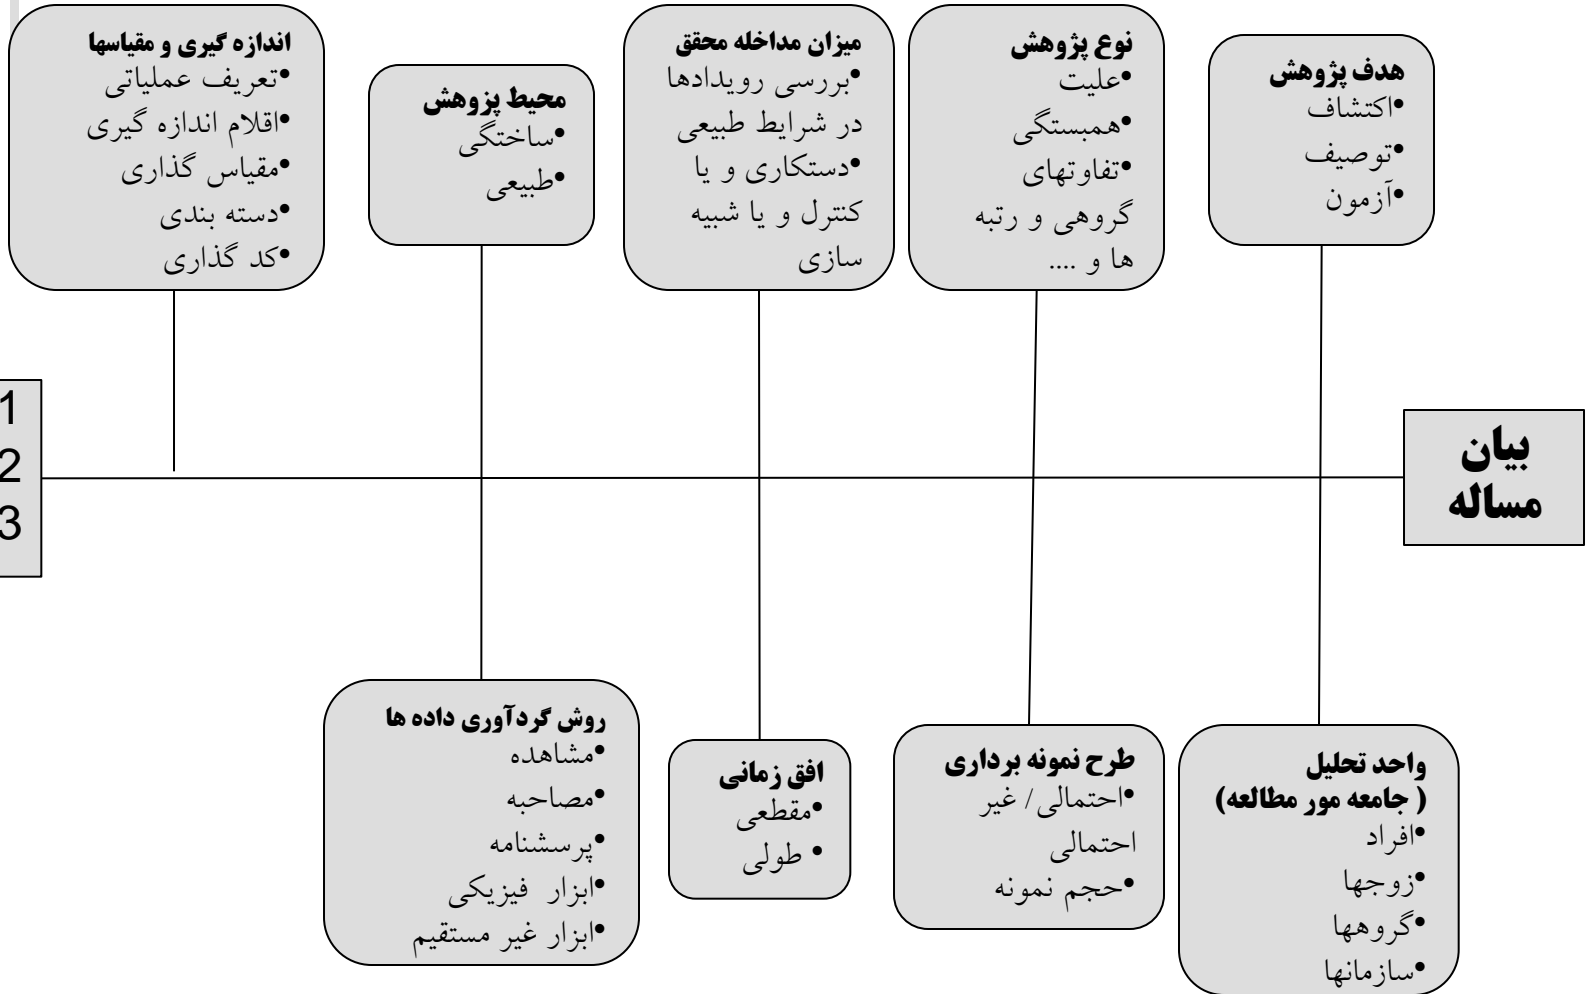 هدف پژوهش
•اکتشاف
•توصیف
•آزمون
نوع پژوهش
•علیت
•همبستگی
•تفاوتهای
گروهی و رتبه
ها و ....
میزان مداخله محقق
•بررسی رویدادها
در شرایط طبیعی
•دستکاری و یا
کنترل و یا شبیه
سازی
محیط پزوهش
•ساختگی
•طبیعی
اندازه گیری و مقیاسها
•تعریف عملیاتی
•اقلام اندازه گیری
•مقیاس گذاری
•دسته بندی
•کد گذاری
بیان
مساله
1
2
3
واحد تحلیل
( جامعه مور مطالعه)
•افراد
•زوجها
•گروهها
•سازمانها
طرح نمونه برداری
•احتمالی/ غیر
احتمالی
•حجم نمونه
افق زمانی
•مقطعی
• طولی
روش گردآوری داده ها
•مشاهده
•مصاحبه
•پرسشنامه
•ابزار فیزیکی
•ابزار غیر مستقیم